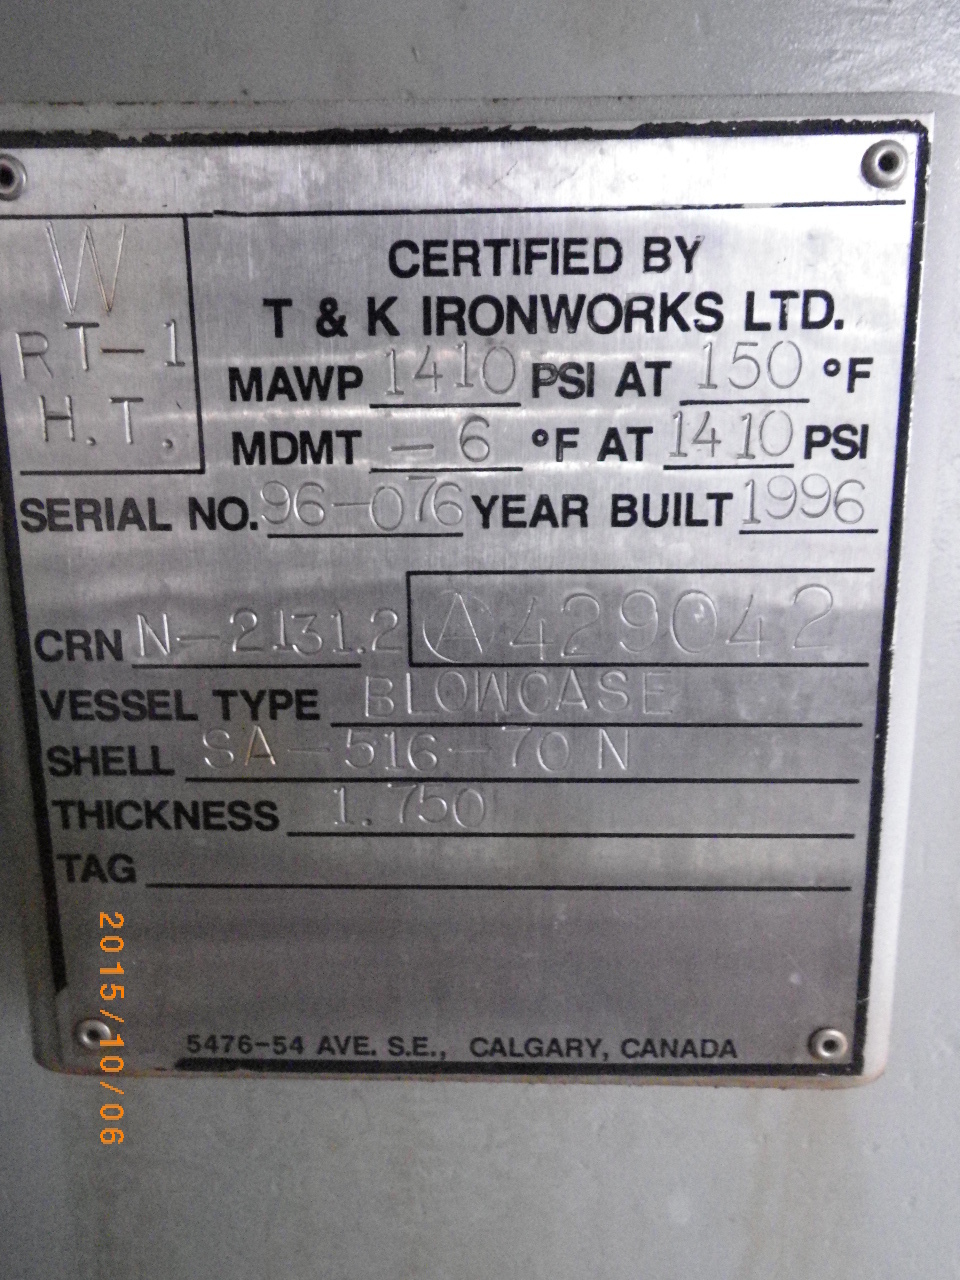 W
RT-1
H.T.
CERTIFIED BY
T & K IRONWORKS LTD.
MAWP 1410 PSI AT 150 °F
MDMT -6 °F AT 1410 PSI
SERIAL NO. 96-076 YEAR BUILT 1996
CRN N-2131.2 A 429042
VESSEL TYPE BLOWCASE
SHELL SA-516-70N
THICKNESS 1.750
TAG
5476-54 AVE. S.E., CALGARY, CANADA
2015/10/06